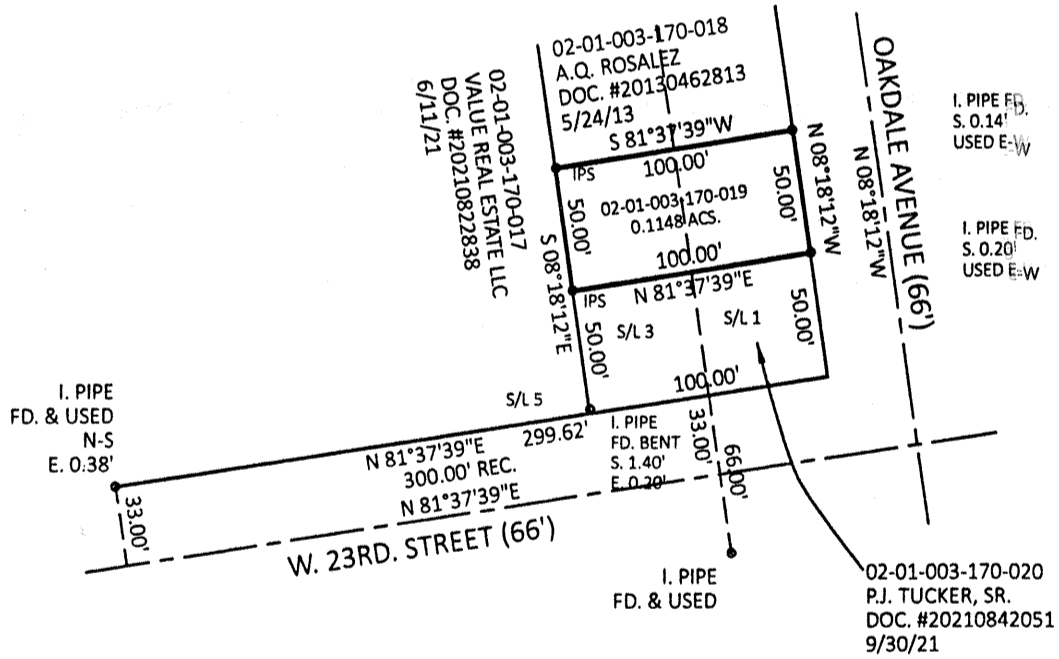 02-01-003-170-018
A.Q. ROSALEZ
DOC. #20130462813
5/24/13
S 81°37'39"W
100.00'
02-01-003-170-017
VALUE REAL ESTATE LLC
DOC. #20210822838
6/11/21
OAKDALE AVENUE (66')
N 08°18'12"W
N 08°18'12"W
I. PIPE FD.
S. 0.14'
USED E-W
I. PIPE FD.
S. 0.20'
USED E-W
IPS
50.00'
50.00'
02-01-003-170-019
0.1148 ACS.
100.00'
S 08°18'12"E
IPS
N 81°37'39"E
50.00'
S/L 3
S/L 1
50.00'
100.00'
S/L 5
I. PIPE
FD. & USED
N-S
E. 0.38'
N 81°37'39"E
299.62'
300.00' REC.
N 81°37'39"E
I. PIPE
FD. BENT
S. 1.40'
E. 0.20'
33.00'
66.00'
33.00'
W. 23RD. STREET (66')
I. PIPE
FD. & USED
02-01-003-170-020
P.J. TUCKER, SR.
DOC. #20210842051
9/30/21